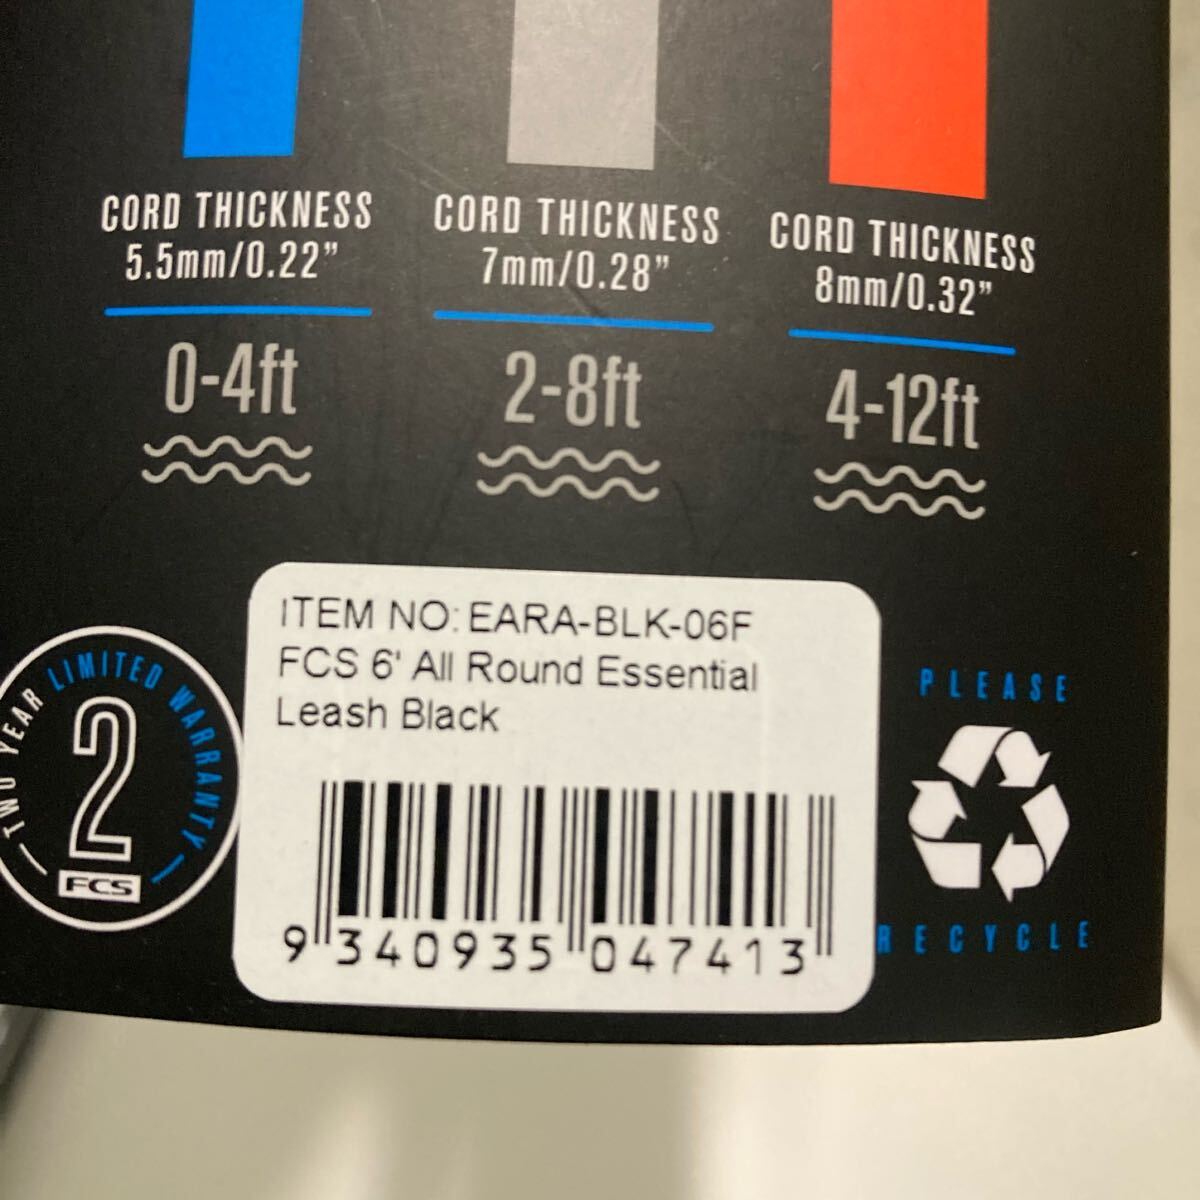 CORD THICKNESS
5.5mm/0.22”
0-4ft
CORD THICKNESS
7mm/0.28”
2-8ft
CORD THICKNESS
8mm/0.32”
4-12ft
TWO YEAR LIMITED WARRANTY
2
FCS
ITEM NO: EARA-BLK-06F
FCS 6' All Round Essential
Leash Black
9 340935 047413
PLEASE
RECYCLE